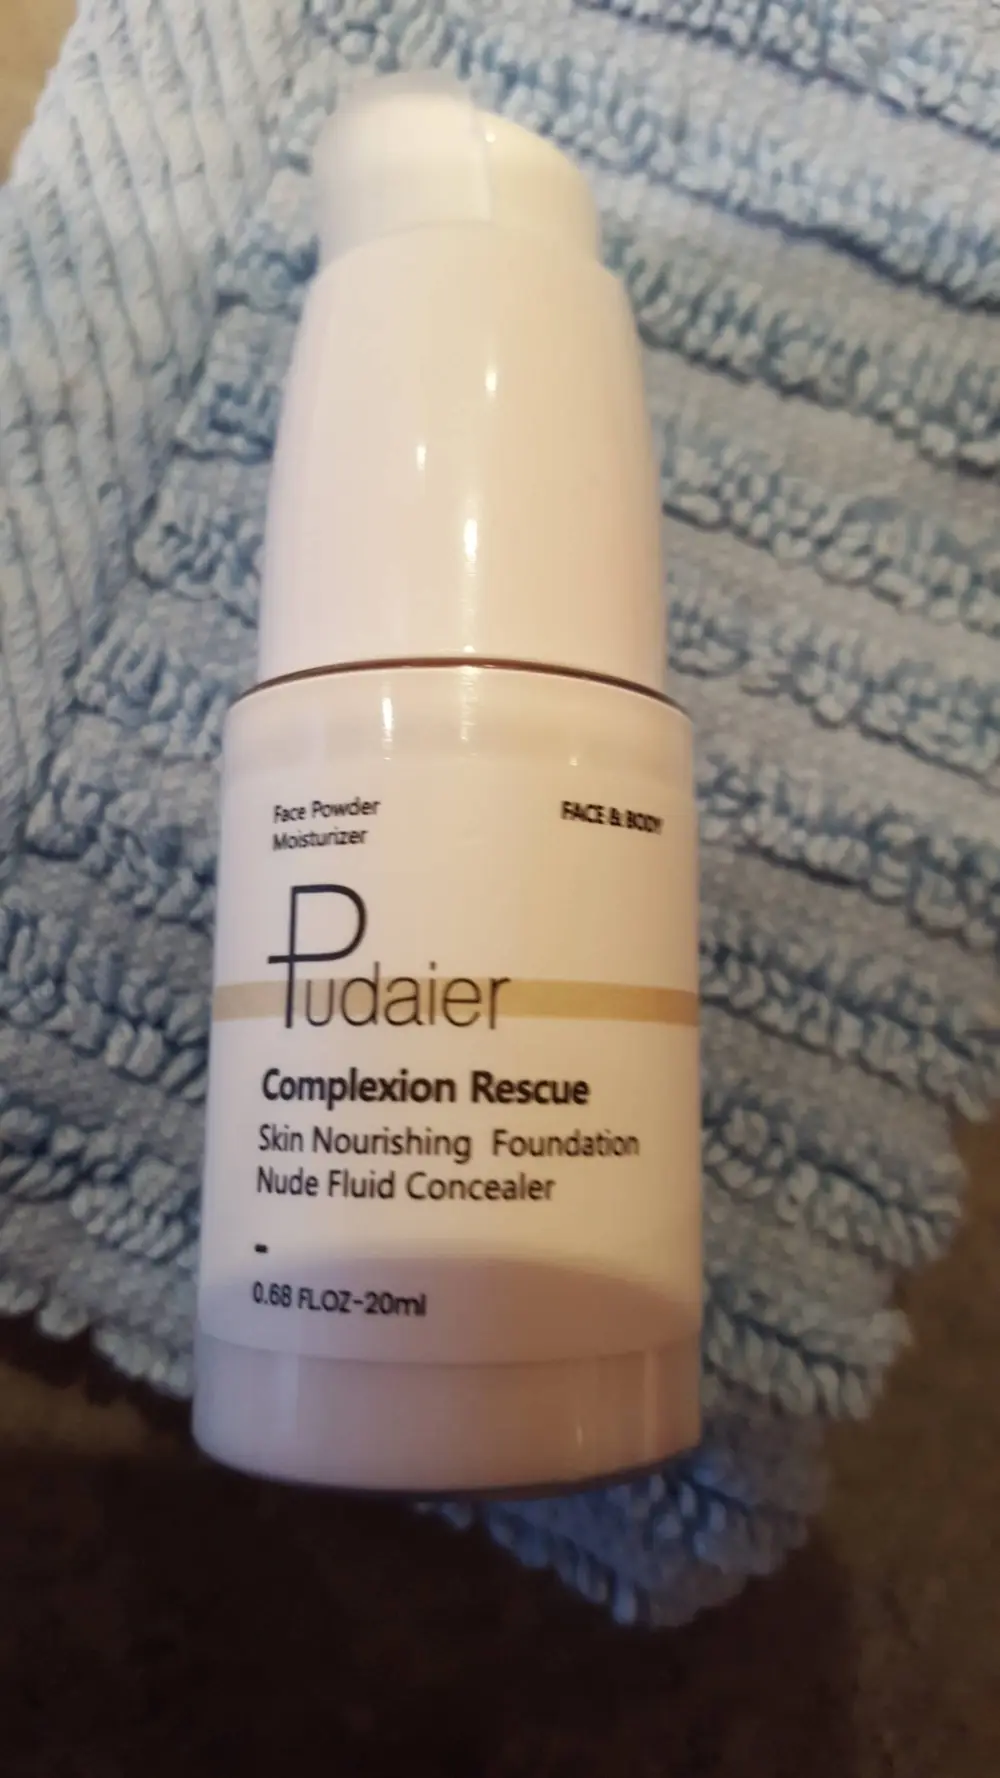 Face Powder
Moisturizer
FACE & BODY
Pudaier
Complexion Rescue
Skin Nourishing Foundation
Nude Fluid Concealer
-
0.68 FL.OZ-20ml